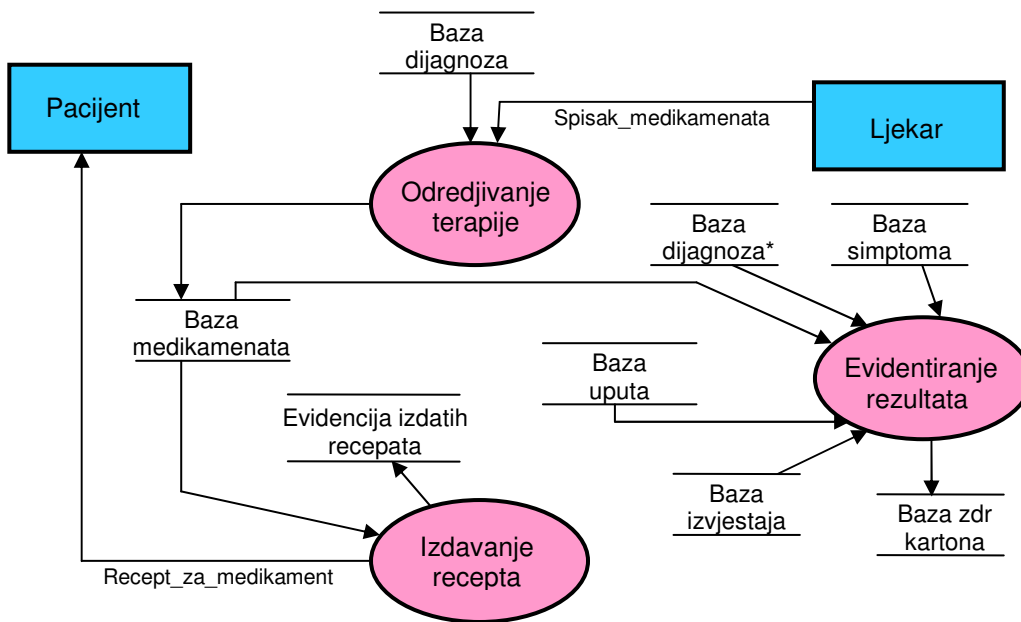 Baza
dijagnoza
Pacijent
Spisak_medikamenata
Ljekar
Odredjivanje
terapije
Baza
dijagnoza*
Baza
simptoma
Baza
medikamenata
Baza
uputa
Evidentiranje
rezultata
Evidencija izdatih
recepata
Baza
izvjestaja
Baza zdr
kartona
Izdavanje
recepta
Recept_za_medikament